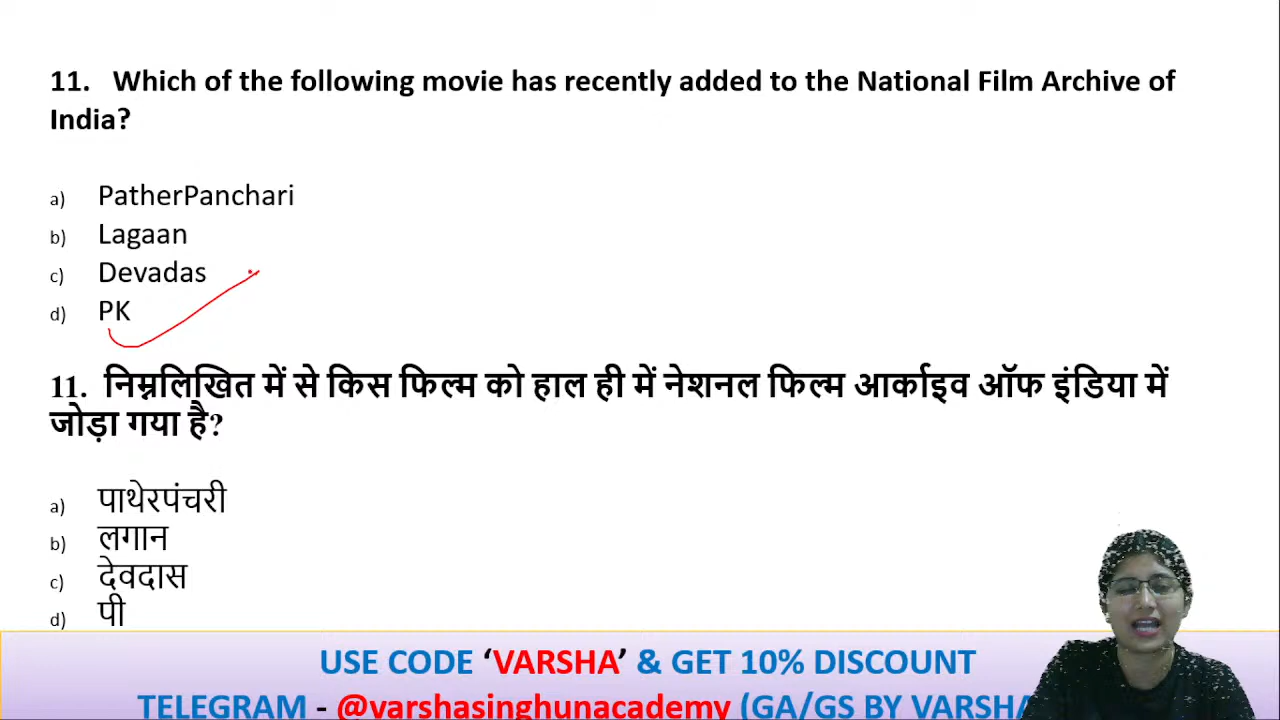 11. Which of the following movie has recently added to the National Film Archive of
India?
a) PatherPanchari
b) Lagaan
c) Devadas
d) PK
11. निम्नलिखित में से किस फिल्म को हाल ही में नेशनल फिल्म आर्काइव ऑफ इंडिया में
जोड़ा गया है?
a) पाथेरपंचरी
b) लगान
c) देवदास
d) पी
USE CODE ‘VARSHA’ & GET 10% DISCOUNT
TELEGRAM - @varshasinghunacademy (GA/GS BY VARSHA